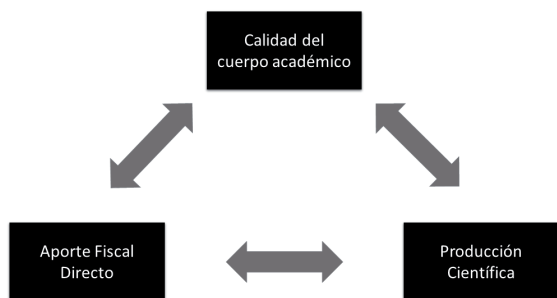 Calidad del
cuerpo académico
Aporte Fiscal
Directo
Producción
Científica